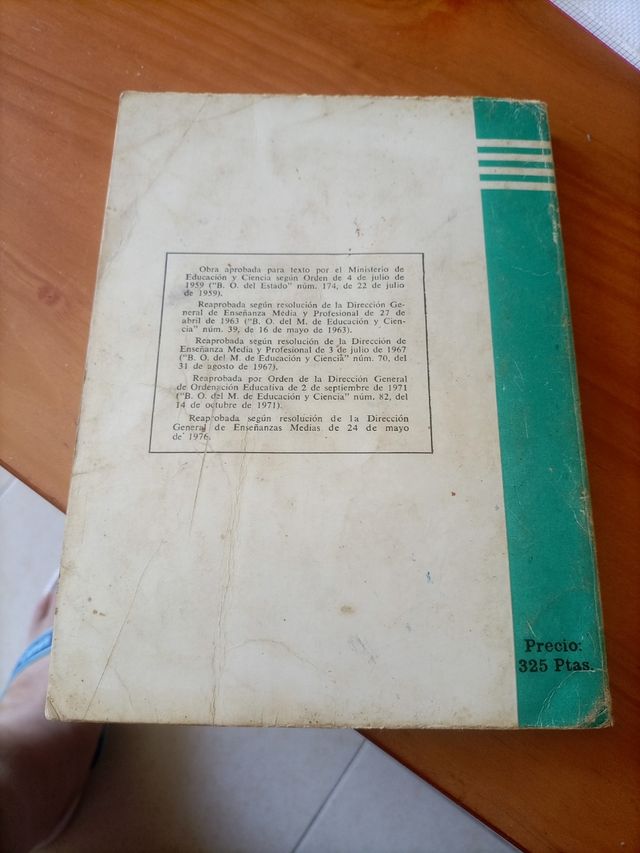 Obra aprobada para texto por el Ministerio de
Educación y Ciencia según Orden de 4 de julio de
1959 ("B. O. del Estado" núm. 174, de 22 de julio
de 1959).
Reaprobada según resolución de la Dirección Ge-
neral de Enseñanza Media y Profesional de 27 de
abril de 1963 ("B. O. del M. de Educación y Cien-
cia" núm. 39, de 16 de mayo de 1963).
Reaprobada según resolución de la Dirección de
Enseñanza Media y Profesional de 3 de julio de 1967
("B. O. del M. de Educación y Ciencia" núm. 70, del
31 de agosto de 1967).
Reaprobada por Orden de la Dirección General
de Ordenación Educativa de 2 de septiembre de 1971
("B. O. del M. de Educación y Ciencia" núm. 82, del
14 de octubre de 1971).
Reaprobada según resolución de la Dirección
General de Enseñanzas Medias de 24 de mayo
de 1976.
Precio:
325 Ptas.